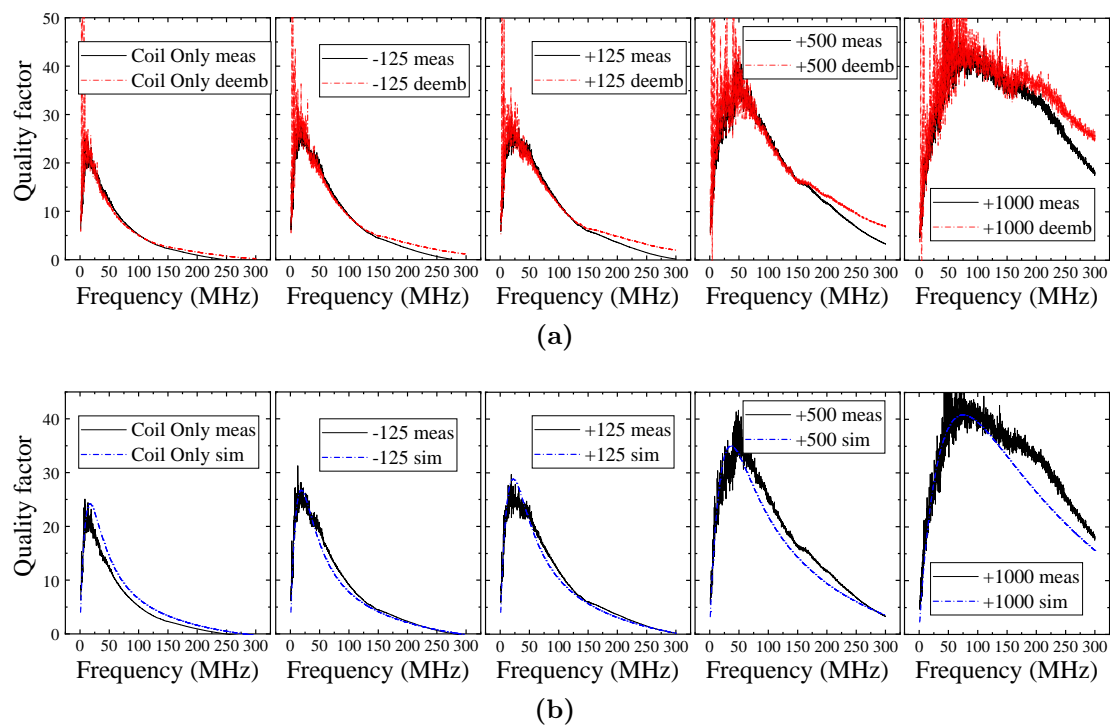 50
40
30
20
10
0
Quality factor
Coil Only meas
Coil Only deemb
-125 meas
-125 deemb
+125 meas
+125 deemb
+500 meas
+500 deemb
+1000 meas
+1000 deemb
0 50 100 150 200 250 300
0 50 100 150 200 250 300
0 50 100 150 200 250 300
0 50 100 150 200 250 300
0 50 100 150 200 250 300
Frequency (MHz)
Frequency (MHz)
Frequency (MHz)
Frequency (MHz)
Frequency (MHz)
(a)
40
30
20
10
0
Quality factor
Coil Only meas
Coil Only sim
-125 meas
-125 sim
+125 meas
+125 sim
+500 meas
+500 sim
+1000 meas
+1000 sim
0 50 100 150 200 250 300
0 50 100 150 200 250 300
0 50 100 150 200 250 300
0 50 100 150 200 250 300
0 50 100 150 200 250 300
Frequency (MHz)
Frequency (MHz)
Frequency (MHz)
Frequency (MHz)
Frequency (MHz)
(b)